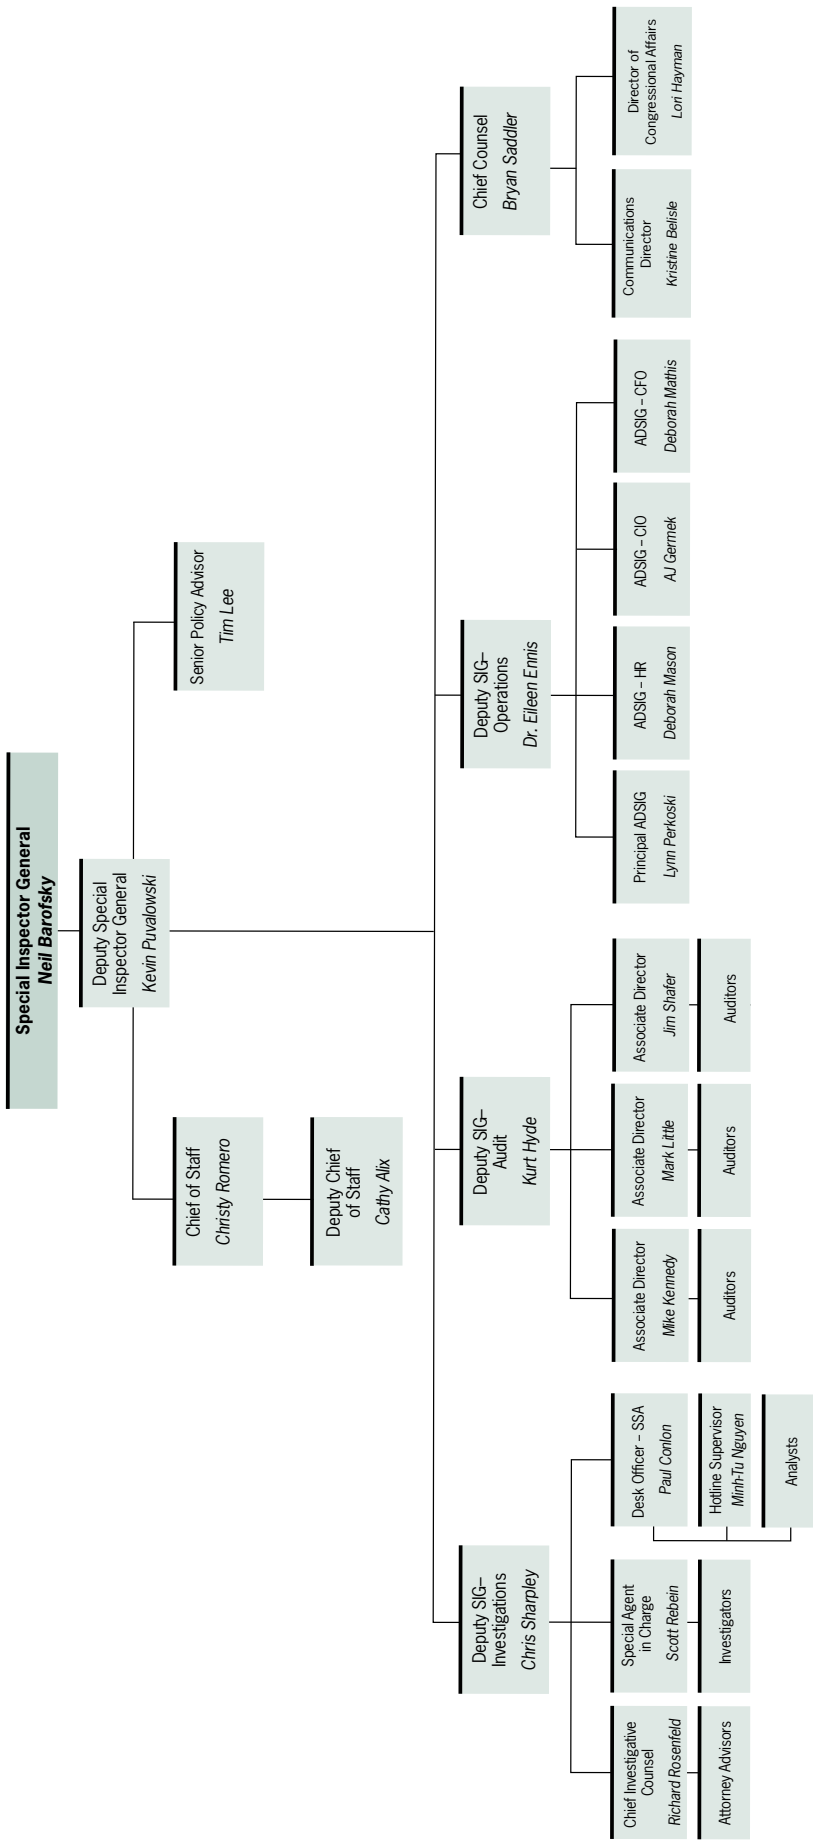 Special Inspector General
Neil Barofsky
Deputy Special
Inspector General
Kevin Puvalowski
Chief of Staff
Christy Romero
Senior Policy Advisor
Tim Lee
Deputy Chief
of Staff
Cathy Alix
Deputy SIG–
Investigations
Chris Sharpley
Deputy SIG–
Audit
Kurt Hyde
Deputy SIG–
Operations
Dr. Eileen Ennis
Chief Counsel
Bryan Saddler
Chief Investigative
Counsel
Richard Rosenfeld
Attorney Advisors
Special Agent
in Charge
Scott Rebein
Investigators
Desk Officer – SSA
Paul Conlon
Hotline Supervisor
Minh-Tu Nguyen
Analysts
Associate Director
Mike Kennedy
Auditors
Associate Director
Mark Little
Auditors
Associate Director
Jim Shafer
Auditors
Principal ADSIG
Lynn Perkoski
ADSIG – HR
Deborah Mason
ADSIG – CIO
AJ Germek
ADSIG – CFO
Deborah Mathis
Communications
Director
Kristine Belisle
Director of
Congressional Affairs
Lori Hayman